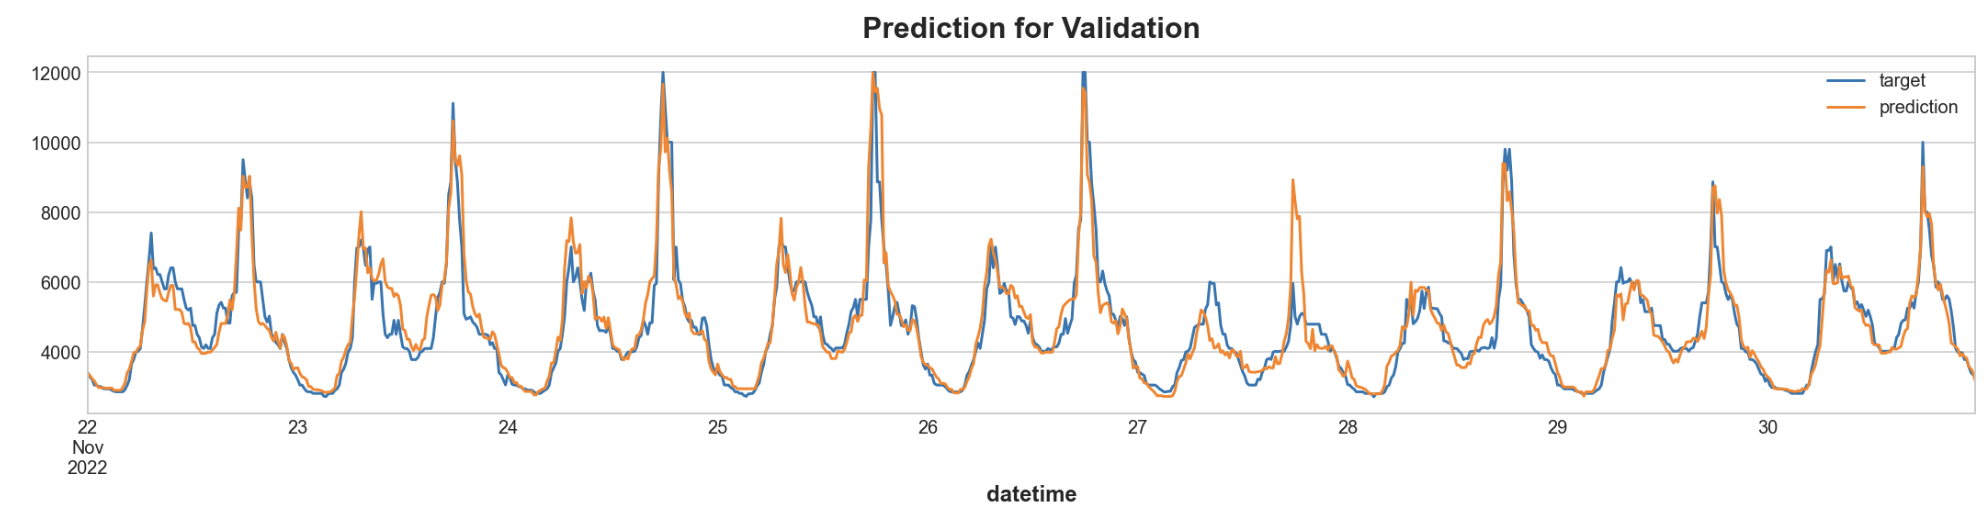 Prediction for Validation
12000
10000
8000
6000
4000
target
prediction
22 23 24 25 26 27 28 29 30
Nov
2022
datetime